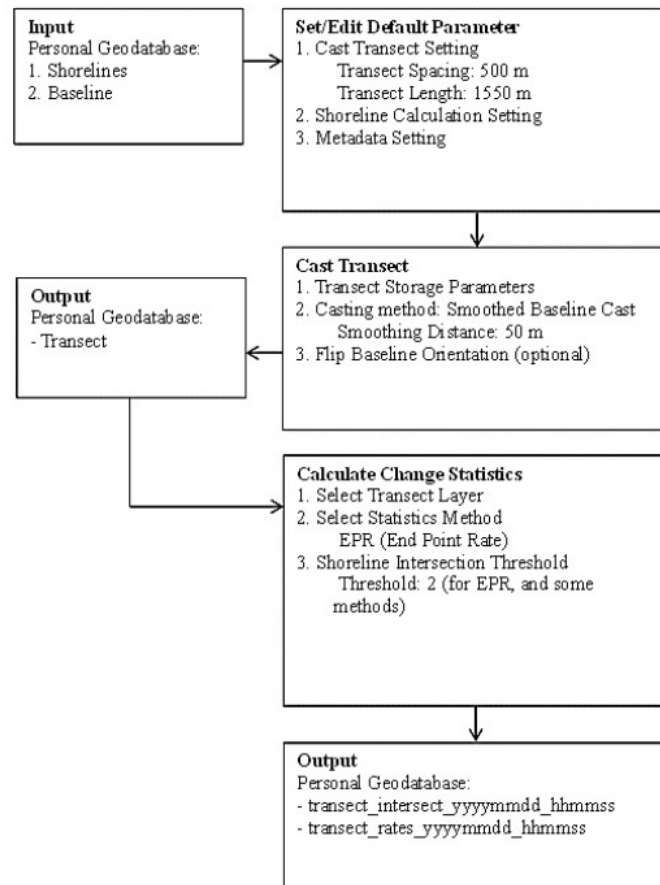 Input
Personal Geodatabase:
1. Shorelines
2. Baseline
Set/Edit Default Parameter
1. Cast Transect Setting
Transect Spacing: 500 m
Transect Length: 1550 m
2. Shoreline Calculation Setting
3. Metadata Setting
Cast Transect
1. Transect Storage Parameters
2. Casting method: Smoothed Baseline Cast
Smoothing Distance: 50 m
3. Flip Baseline Orientation (optional)
Output
Personal Geodatabase:
- Transect
Calculate Change Statistics
1. Select Transect Layer
2. Select Statistics Method
EPR (End Point Rate)
3. Shoreline Intersection Threshold
Threshold: 2 (for EPR, and some
methods)
Output
Personal Geodatabase:
- transect_intersect_yyyymmdd_hhmmss
- transect_rates_yyyymmdd_hhmmss